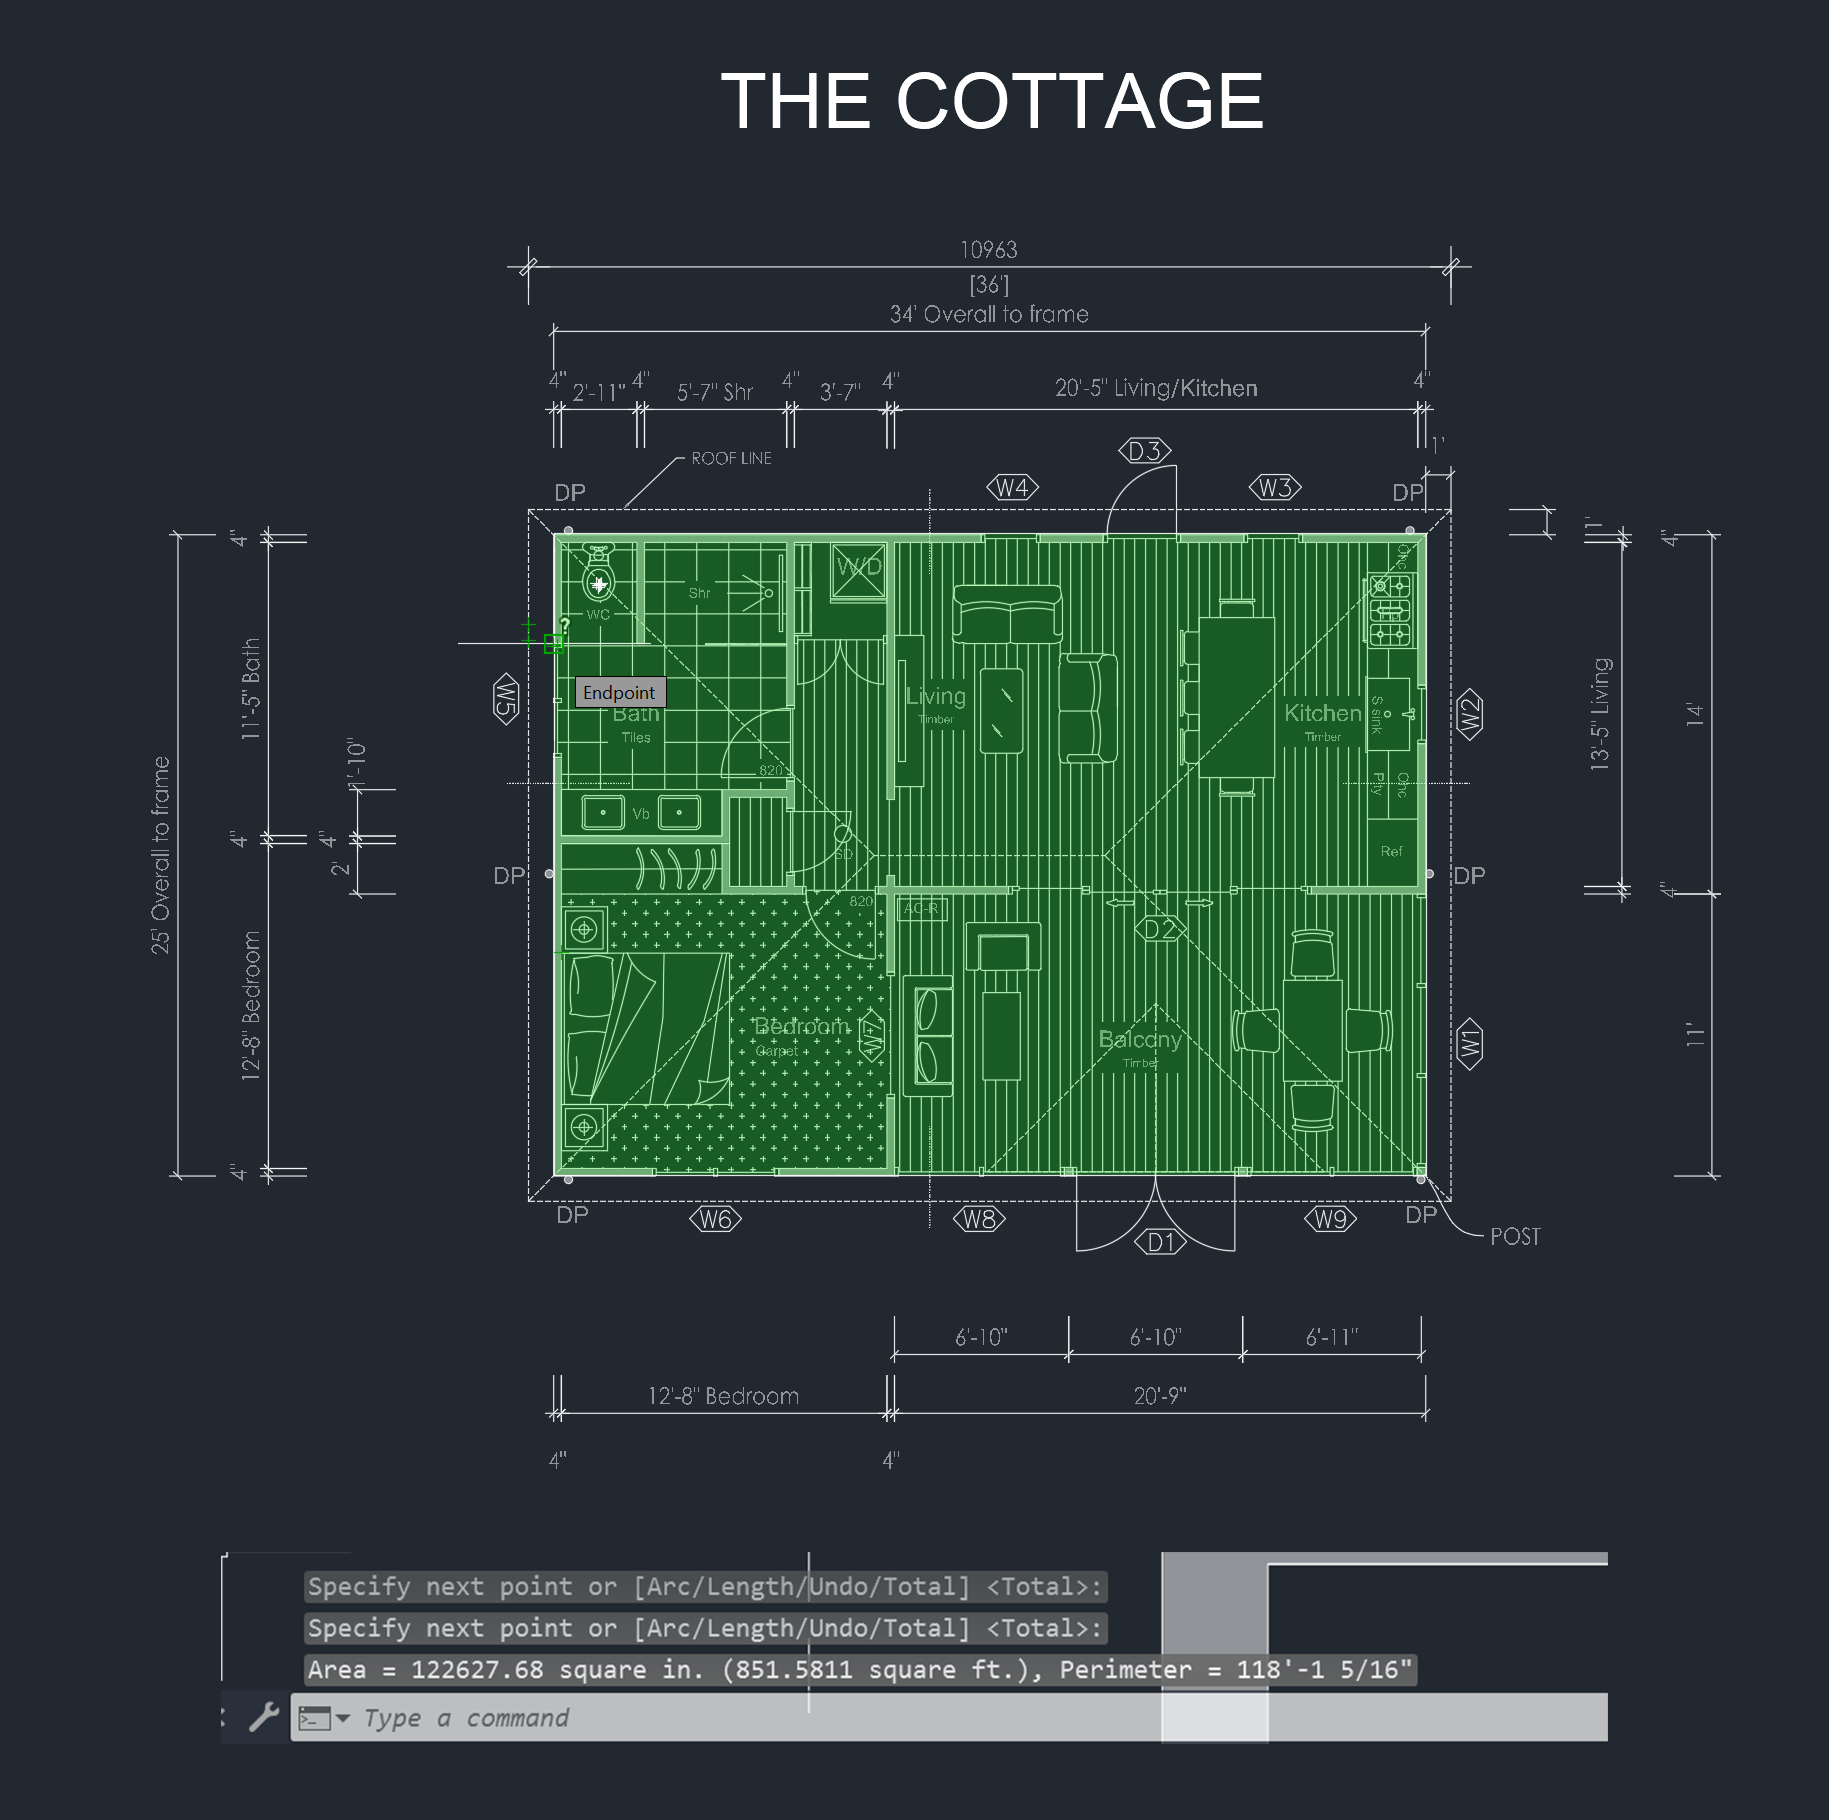 THE COTTAGE
10963
[36']
34' Overall to frame
4"
2'-11"
4"
5'-7" Shr
4"
3'-7"
4"
20'-5" Living/Kitchen
4"
1'
ROOF LINE
D3
W4
W3
DP
DP
1'
4"
4"
4"
W/D
Ohc
Shr
WC
Hp
?
11'-5" Bath
W5
Endpoint
Bath
Tiles
Living
Timber
Kitchen
Timber
S.sink
W2
13'-5" Living
14'
820
1'-10"
Pity
Ohc
Vb
4"
4"
SD
Ref
2'
25' Overall to frame
DP
DP
4"
820
AC-R
D2
12'-8" Bedroom
Bedroom
Carpet
W7
Balcony
Timber
W1
11'
4"
DP
W6
W8
D1
W9
DP
POST
6'-10"
6'-10"
6'-11"
12'-8" Bedroom
20'-9"
4"
4"
Specify next point or [Arc/Length/Undo/Total] <Total>:
Specify next point or [Arc/Length/Undo/Total] <Total>:
Area = 122627.68 square in. (851.5811 square ft.), Perimeter = 118'-1 5/16"
Type a command